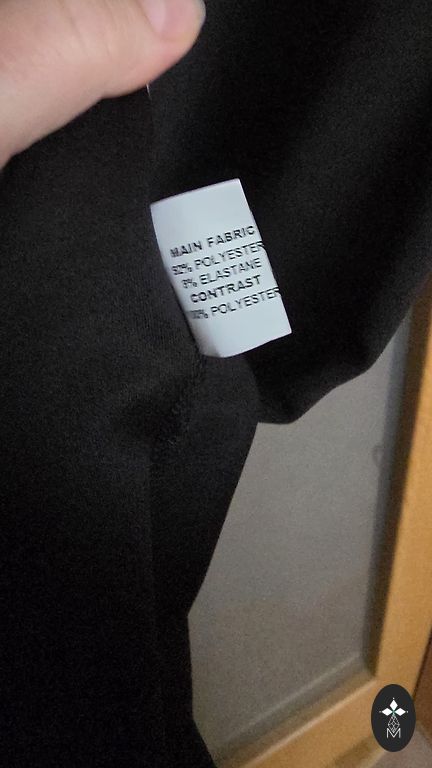 MAIN FABRIC
92% POLYESTER
8% ELASTANE
CONTRAST
100% POLYESTER
M